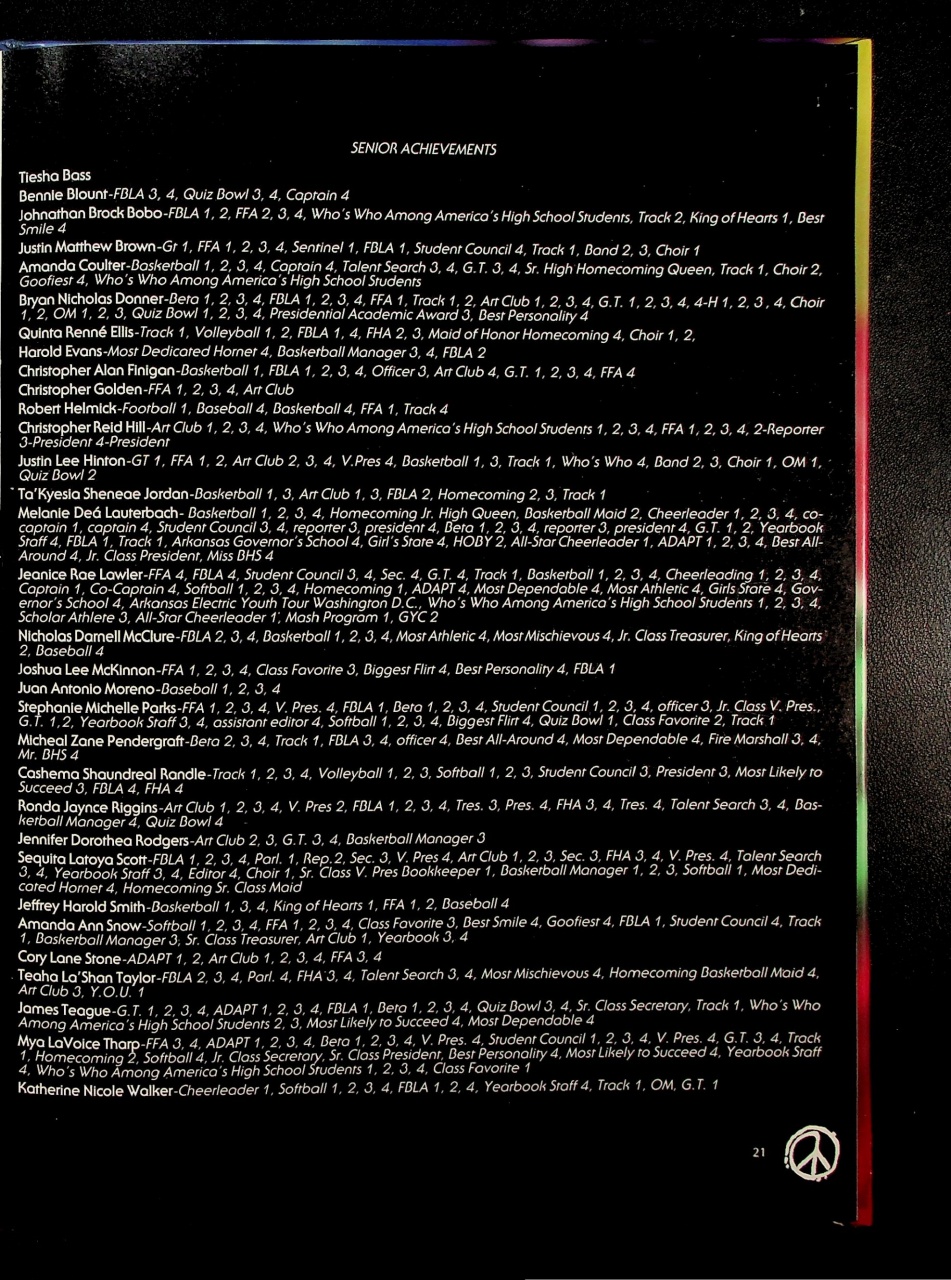 SENIOR ACHIEVEMENTS
Tiesha Bass
Bennie Blount-FBLA 3, 4, Quiz Bowl 3, 4, Captain 4
Johnathan Brock Bobo-FBLA 1, 2, FFA 2, 3, 4, Who's Who Among America's High School Students, Track 2, King of Hearts 1, Best
Smile 4
Justin Matthew Brown-Gt 1, FFA 1, 2, 3, 4, Sentinel 1, FBLA 1, Student Council 4, Track 1, Band 2, 3, Choir 1
Amanda Coulter-Basketball 1, 2, 3, 4, Captain 4, Talent Search 3, 4, G.T. 3, 4, Sr. High Homecoming Queen, Track 1, Choir 2,
Goofiest 4, Who's Who Among America's High School Students
Bryan Nicholas Donner-Beta 1, 2, 3, 4, FBLA 1, 2, 3, 4, FFA 1, Track 1, 2, Art Club 1, 2, 3, 4, G.T. 1, 2, 3, 4, 4-H 1, 2, 3, 4, Choir
1, 2, OM 1, 2, 3, Quiz Bowl 1, 2, 3, 4, Presidential Academic Award 3, Best Personality 4
Quinta Renné Ellis-Track 1, Volleyball 1, 2, FBLA 1, 4, FHA 2, 3, Maid of Honor Homecoming 4, Choir 1, 2,
Harold Evans-Most Dedicated Hornet 4, Basketball Manager 3, 4, FBLA 2
Christopher Alan Finigan-Basketball 1, FBLA 1, 2, 3, 4, Officer 3, Art Club 4, G.T. 1, 2, 3, 4, FFA 4
Christopher Golden-FFA 1, 2, 3, 4, Art Club
Robert Helmick-Football 1, Baseball 4, Basketball 4, FFA 1, Track 4
Christopher Reid Hill-Art Club 1, 2, 3, 4, Who's Who Among America's High School Students 1, 2, 3, 4, FFA 1, 2, 3, 4, 2-Reporter
3-President 4-President
Justin Lee Hinton-GT 1, FFA 1, 2, Art Club 2, 3, 4, V.Pres 4, Basketball 1, 3, Track 1, Who's Who 4, Band 2, 3, Choir 1, OM 1,
Quiz Bowl 2
Ta'Kyesia Sheneae Jordan-Basketball 1, 3, Art Club 1, 3, FBLA 2, Homecoming 2, 3, Track 1
Melanie Deá Lauterbach- Basketball 1, 2, 3, 4, Homecoming Jr. High Queen, Basketball Maid 2, Cheerleader 1, 2, 3, 4, co-
captain 1, captain 4, Student Council 3, 4, reporter 3, president 4, Beta 1, 2, 3, 4, reporter 3, president 4, G.T. 1, 2, Yearbook
Staff 4, FBLA 1, Track 1, Arkansas Governor's School 4, Girl's State 4, HOBY 2, All-Star Cheerleader 1, ADAPT 1, 2, 3, 4, Best All-
Around 4, Jr. Class President, Miss BHS 4
Jeanice Rae Lawler-FFA 4, FBLA 4, Student Council 3, 4, Sec. 4, G.T. 4, Track 1, Basketball 1, 2, 3, 4, Cheerleading 1, 2, 3, 4,
Captain 1, Co-Captain 4, Softball 1, 2, 3, 4, Homecoming 1, ADAPT 4, Most Dependable 4, Most Athletic 4, Girls State 4, Gov-
ernor's School 4, Arkansas Electric Youth Tour Washington D.C., Who's Who Among America's High School Students 1, 2, 3, 4,
Scholar Athlere 3, All-Star Cheerleader 1, Mash Program 1, GYC 2
Nicholas Darnell McClure-FBLA 2, 3, 4, Basketball 1, 2, 3, 4, Most Athletic 4, Most Mischievous 4, Jr. Class Treasurer, King of Hearts
2, Baseball 4
Joshua Lee McKinnon-FFA 1, 2, 3, 4, Class Favorite 3, Biggest Flirt 4, Best Personality 4, FBLA 1
Juan Antonio Moreno-Baseball 1, 2, 3, 4
Stephanie Michelle Parks-FFA 1, 2, 3, 4, V. Pres. 4, FBLA 1, Beta 1, 2, 3, 4, Student Council 1, 2, 3, 4, officer 3, Jr. Class V. Pres.,
G.T. 1,2, Yearbook Staff 3, 4, assistant editor 4, Softball 1, 2, 3, 4, Biggest Flirt 4, Quiz Bowl 1, Class Favorite 2, Track 1
Micheal Zane Pendergraft-Beta 2, 3, 4, Track 1, FBLA 3, 4, officer 4, Best All-Around 4, Most Dependable 4, Fire Marshall 3, 4,
Mr. BHS 4
Cashema Shaundreal Randle-Track 1, 2, 3, 4, Volleyball 1, 2, 3, Softball 1, 2, 3, Student Council 3, President 3, Most Likely to
Succeed 3, FBLA 4, FHA 4
Ronda Jaynce Riggins-Art Club 1, 2, 3, 4, V. Pres 2, FBLA 1, 2, 3, 4, Tres. 3, Pres. 4, FHA 3, 4, Tres. 4, Talent Search 3, 4, Bas-
ketball Manager 4, Quiz Bowl 4
Jennifer Dorothea Rodgers-Art Club 2, 3, G.T. 3, 4, Basketball Manager 3
Sequita Latoya Scott-FBLA 1, 2, 3, 4, Parl. 1, Rep. 2, Sec. 3, V. Pres 4, Art Club 1, 2, 3, Sec. 3, FHA 3, 4, V. Pres. 4, Talent Search
3, 4, Yearbook Staff 3, 4, Editor 4, Choir 1, Sr. Class V. Pres Bookkeeper 1, Basketball Manager 1, 2, 3, Softball 1, Most Dedi-
cated Hornet 4, Homecoming Sr. Class Maid
Jeffrey Harold Smith-Basketball 1, 3, 4, King of Hearts 1, FFA 1, 2, Baseball 4
Amanda Ann Snow-Softball 1, 2, 3, 4, FFA 1, 2, 3, 4, Class Favorite 3, Best Smile 4, Goofiest 4, FBLA 1, Student Council 4, Track
1, Basketball Manager 3, Sr. Class Treasurer, Art Club 1, Yearbook 3, 4
Cory Lane Stone-ADAPT 1, 2, Art Club 1, 2, 3, 4, FFA 3, 4
Teaha La'Shan Taylor-FBLA 2, 3, 4, Parl. 4, FHA 3, 4, Talent Search 3, 4, Most Mischievous 4, Homecoming Basketball Maid 4,
Art Club 3, Y.O.U. 1
James Teague-G.T. 1, 2, 3, 4, ADAPT 1, 2, 3, 4, FBLA 1, Beta 1, 2, 3, 4, Quiz Bowl 3, 4, Sr. Class Secretary, Track 1, Who's Who
Among America's High School Students 2, 3, Most Likely to Succeed 4, Most Dependable 4
Mya LaVoice Tharp-FFA 3, 4, ADAPT 1, 2, 3, 4, Beta 1, 2, 3, 4, V. Pres. 4, Student Council 1, 2, 3, 4, V. Pres. 4, G.T. 3, 4, Track
1, Homecoming 2, Softball 4, Jr. Class Secretary, Sr. Class President, Best Personality 4, Most Likely to Succeed 4, Yearbook Staff
4, Who's Who Among America's High School Students 1, 2, 3, 4, Class Favorite 1
Katherine Nicole Walker-Cheerleader 1, Softball 1, 2, 3, 4, FBLA 1, 2, 4, Yearbook Staff 4, Track 1, OM, G.T. 1
21